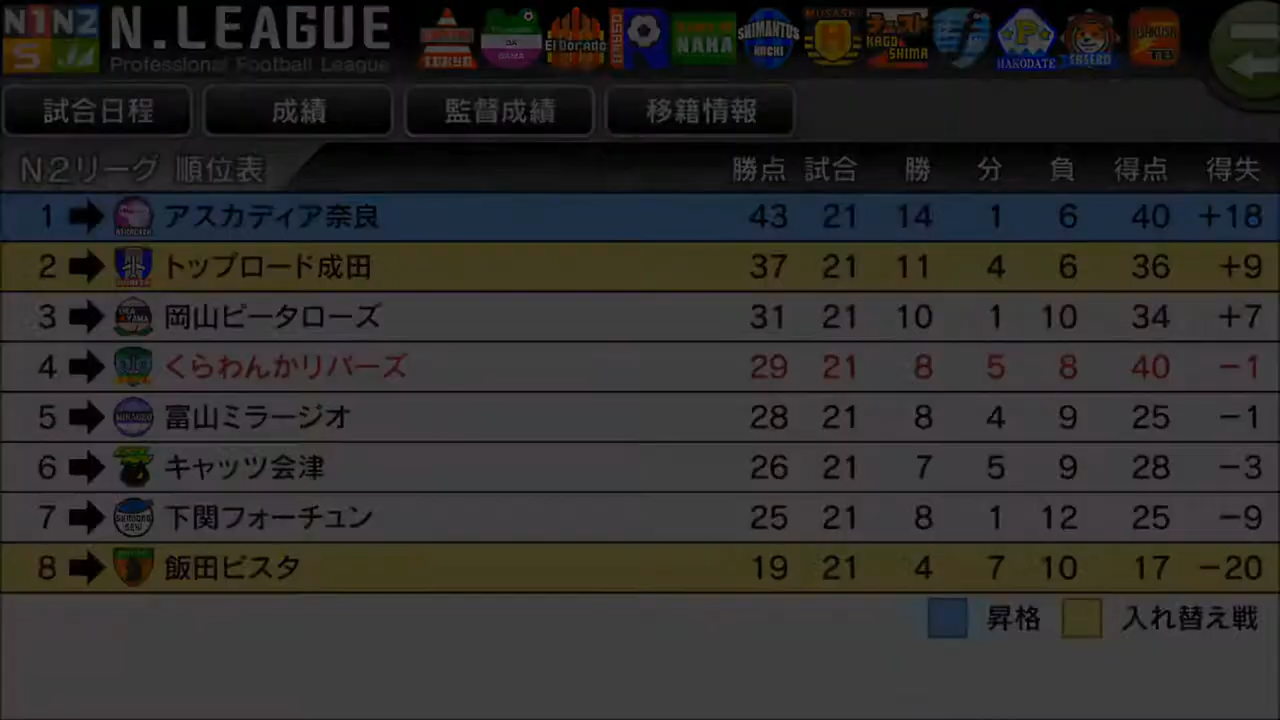 N1 N2
S
N.LEAGUE
Professional Football League
TOKYO
El Dorado
OSAKA
NAHA
SHIMANTUS
KOCHI
MUSASHI
KAGO
SHIMA
P
HAKODATE
SASEBO
試合日程 成績 監督成績 移籍情報
N2リーグ 順位表 勝点 試合 勝 分 負 得点 得失
1 アスカディア奈良 43 21 14 1 6 40 +18
2 トップロード成田 37 21 11 4 6 36 +9
3 岡山ピータローズ 31 21 10 1 10 34 +7
4 くらわんかリバーズ 29 21 8 5 8 40 −1
5 富山ミラージオ 28 21 8 4 9 25 −1
6 キャッツ会津 26 21 7 5 9 28 −3
7 下関フォーチュン 25 21 8 1 12 25 −9
8 飯田ビスタ 19 21 4 7 10 17 −20
昇格 入れ替え戦